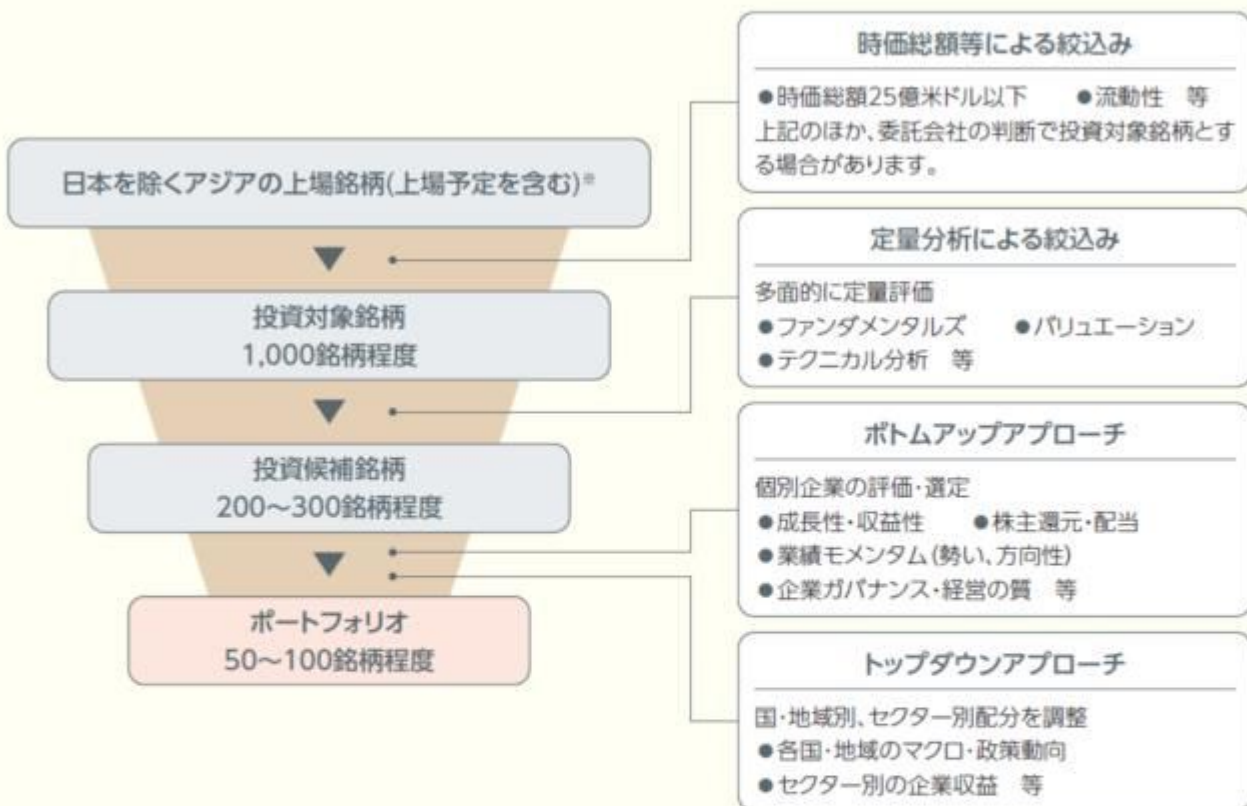 日本を除くアジアの上場銘柄(上場予定を含む)※
投資対象銘柄
1,000銘柄程度
投資候補銘柄
200～300銘柄程度
ポートフォリオ
50～100銘柄程度
時価総額等による絞込み
●時価総額25億米ドル以下　●流動性　等
上記のほか、委託会社の判断で投資対象銘柄とす
る場合があります。
定量分析による絞込み
多面的に定量評価
●ファンダメンタルズ　●バリュエーション
●テクニカル分析　等
ボトムアップアプローチ
個別企業の評価・選定
●成長性・収益性　●株主還元・配当
●業績モメンタム(勢い、方向性)
●企業ガバナンス・経営の質　等
トップダウンアプローチ
国・地域別、セクター別配分を調整
●各国・地域のマクロ・政策動向
●セクター別の企業収益　等